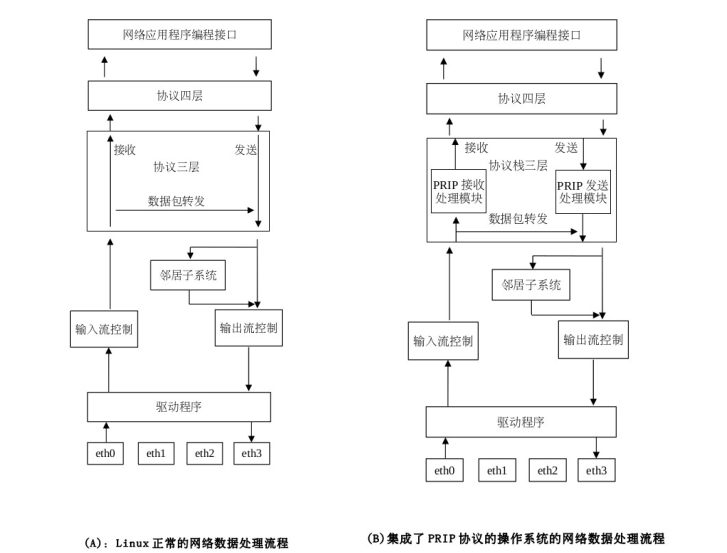 网络应用程序编程接口
协议四层
接收
发送
协议三层
数据包转发
邻居子系统
输入流控制
输出流控制
驱动程序
eth0
eth1
eth2
eth3
(A)：Linux 正常的网络数据处理流程
网络应用程序编程接口
协议四层
接收
发送
协议栈三层
PRIP 接收
处理模块
PRIP 发送
处理模块
数据包转发
邻居子系统
输入流控制
输出流控制
驱动程序
eth0
eth1
eth2
eth3
(B)集成了 PRIP 协议的操作系统的网络数据处理流程